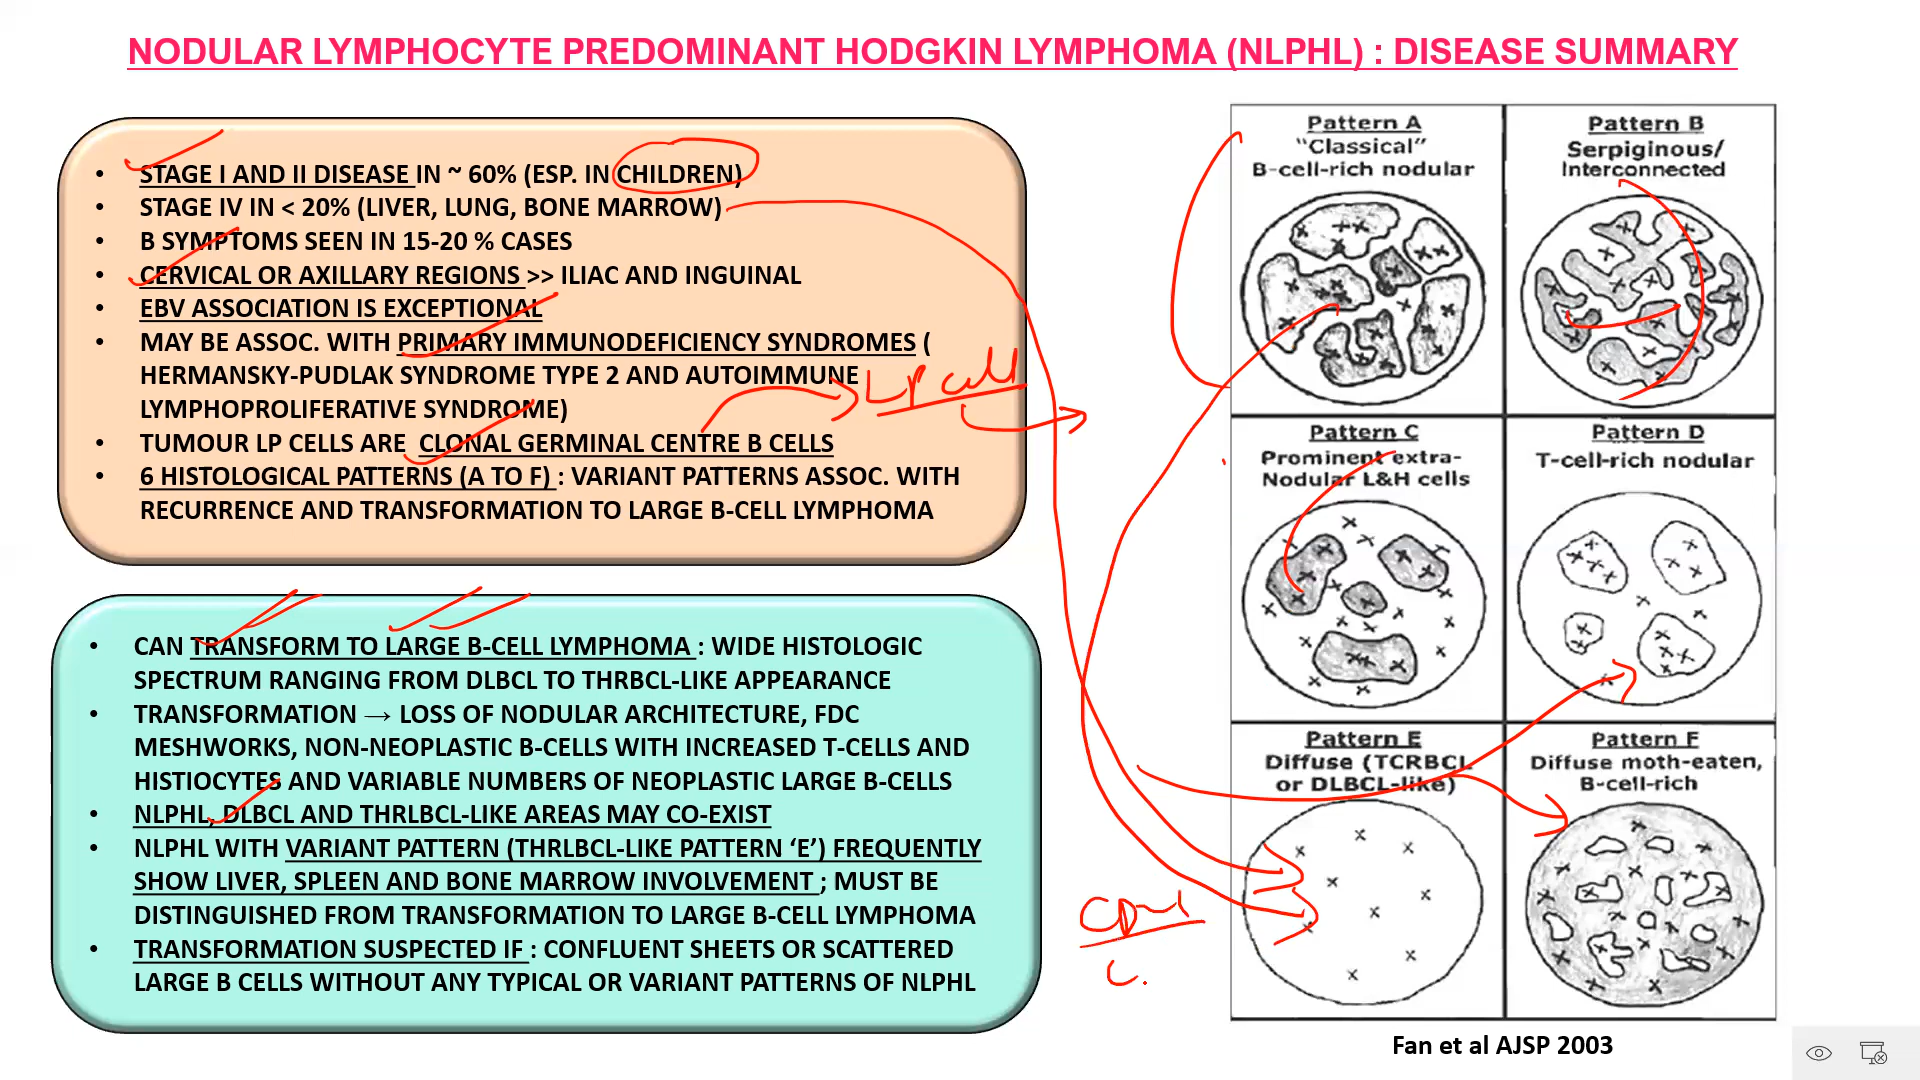 NODULAR LYMPHOCYTE PREDOMINANT HODGKIN LYMPHOMA (NLPHL) : DISEASE SUMMARY
• STAGE I AND II DISEASE IN ~ 60% (ESP. IN CHILDREN)
• STAGE IV IN < 20% (LIVER, LUNG, BONE MARROW)
• B SYMPTOMS SEEN IN 15-20 % CASES
• CERVICAL OR AXILLARY REGIONS >> ILIAC AND INGUINAL
• EBV ASSOCIATION IS EXCEPTIONAL
• MAY BE ASSOC. WITH PRIMARY IMMUNODEFICIENCY SYNDROMES (
HERMANSKY-PUDLAK SYNDROME TYPE 2 AND AUTOIMMUNE
LYMPHOPROLIFERATIVE SYNDROME)
LP cell
• TUMOUR LP CELLS ARE CLONAL GERMINAL CENTRE B CELLS
• 6 HISTOLOGICAL PATTERNS (A TO F) : VARIANT PATTERNS ASSOC. WITH
RECURRENCE AND TRANSFORMATION TO LARGE B-CELL LYMPHOMA
• CAN TRANSFORM TO LARGE B-CELL LYMPHOMA : WIDE HISTOLOGIC
SPECTRUM RANGING FROM DLBCL TO THRBCL-LIKE APPEARANCE
• TRANSFORMATION → LOSS OF NODULAR ARCHITECTURE, FDC
MESHWORKS, NON-NEOPLASTIC B-CELLS WITH INCREASED T-CELLS AND
HISTIOCYTES AND VARIABLE NUMBERS OF NEOPLASTIC LARGE B-CELLS
• NLPHL, DLBCL AND THRLBCL-LIKE AREAS MAY CO-EXIST
• NLPHL WITH VARIANT PATTERN (THRLBCL-LIKE PATTERN ‘E’) FREQUENTLY
SHOW LIVER, SPLEEN AND BONE MARROW INVOLVEMENT ; MUST BE
DISTINGUISHED FROM TRANSFORMATION TO LARGE B-CELL LYMPHOMA
• TRANSFORMATION SUSPECTED IF : CONFLUENT SHEETS OR SCATTERED
LARGE B CELLS WITHOUT ANY TYPICAL OR VARIANT PATTERNS OF NLPHL
Pattern A
“Classical”
B-cell-rich nodular
Pattern B
Serpiginous/
Interconnected
Pattern C
Prominent extra-
Nodular L&H cells
Pattern D
T-cell-rich nodular
Pattern E
Diffuse (TCRBCL
or DLBCL-like)
Pattern F
Diffuse moth-eaten,
B-cell-rich
Fan et al AJSP 2003